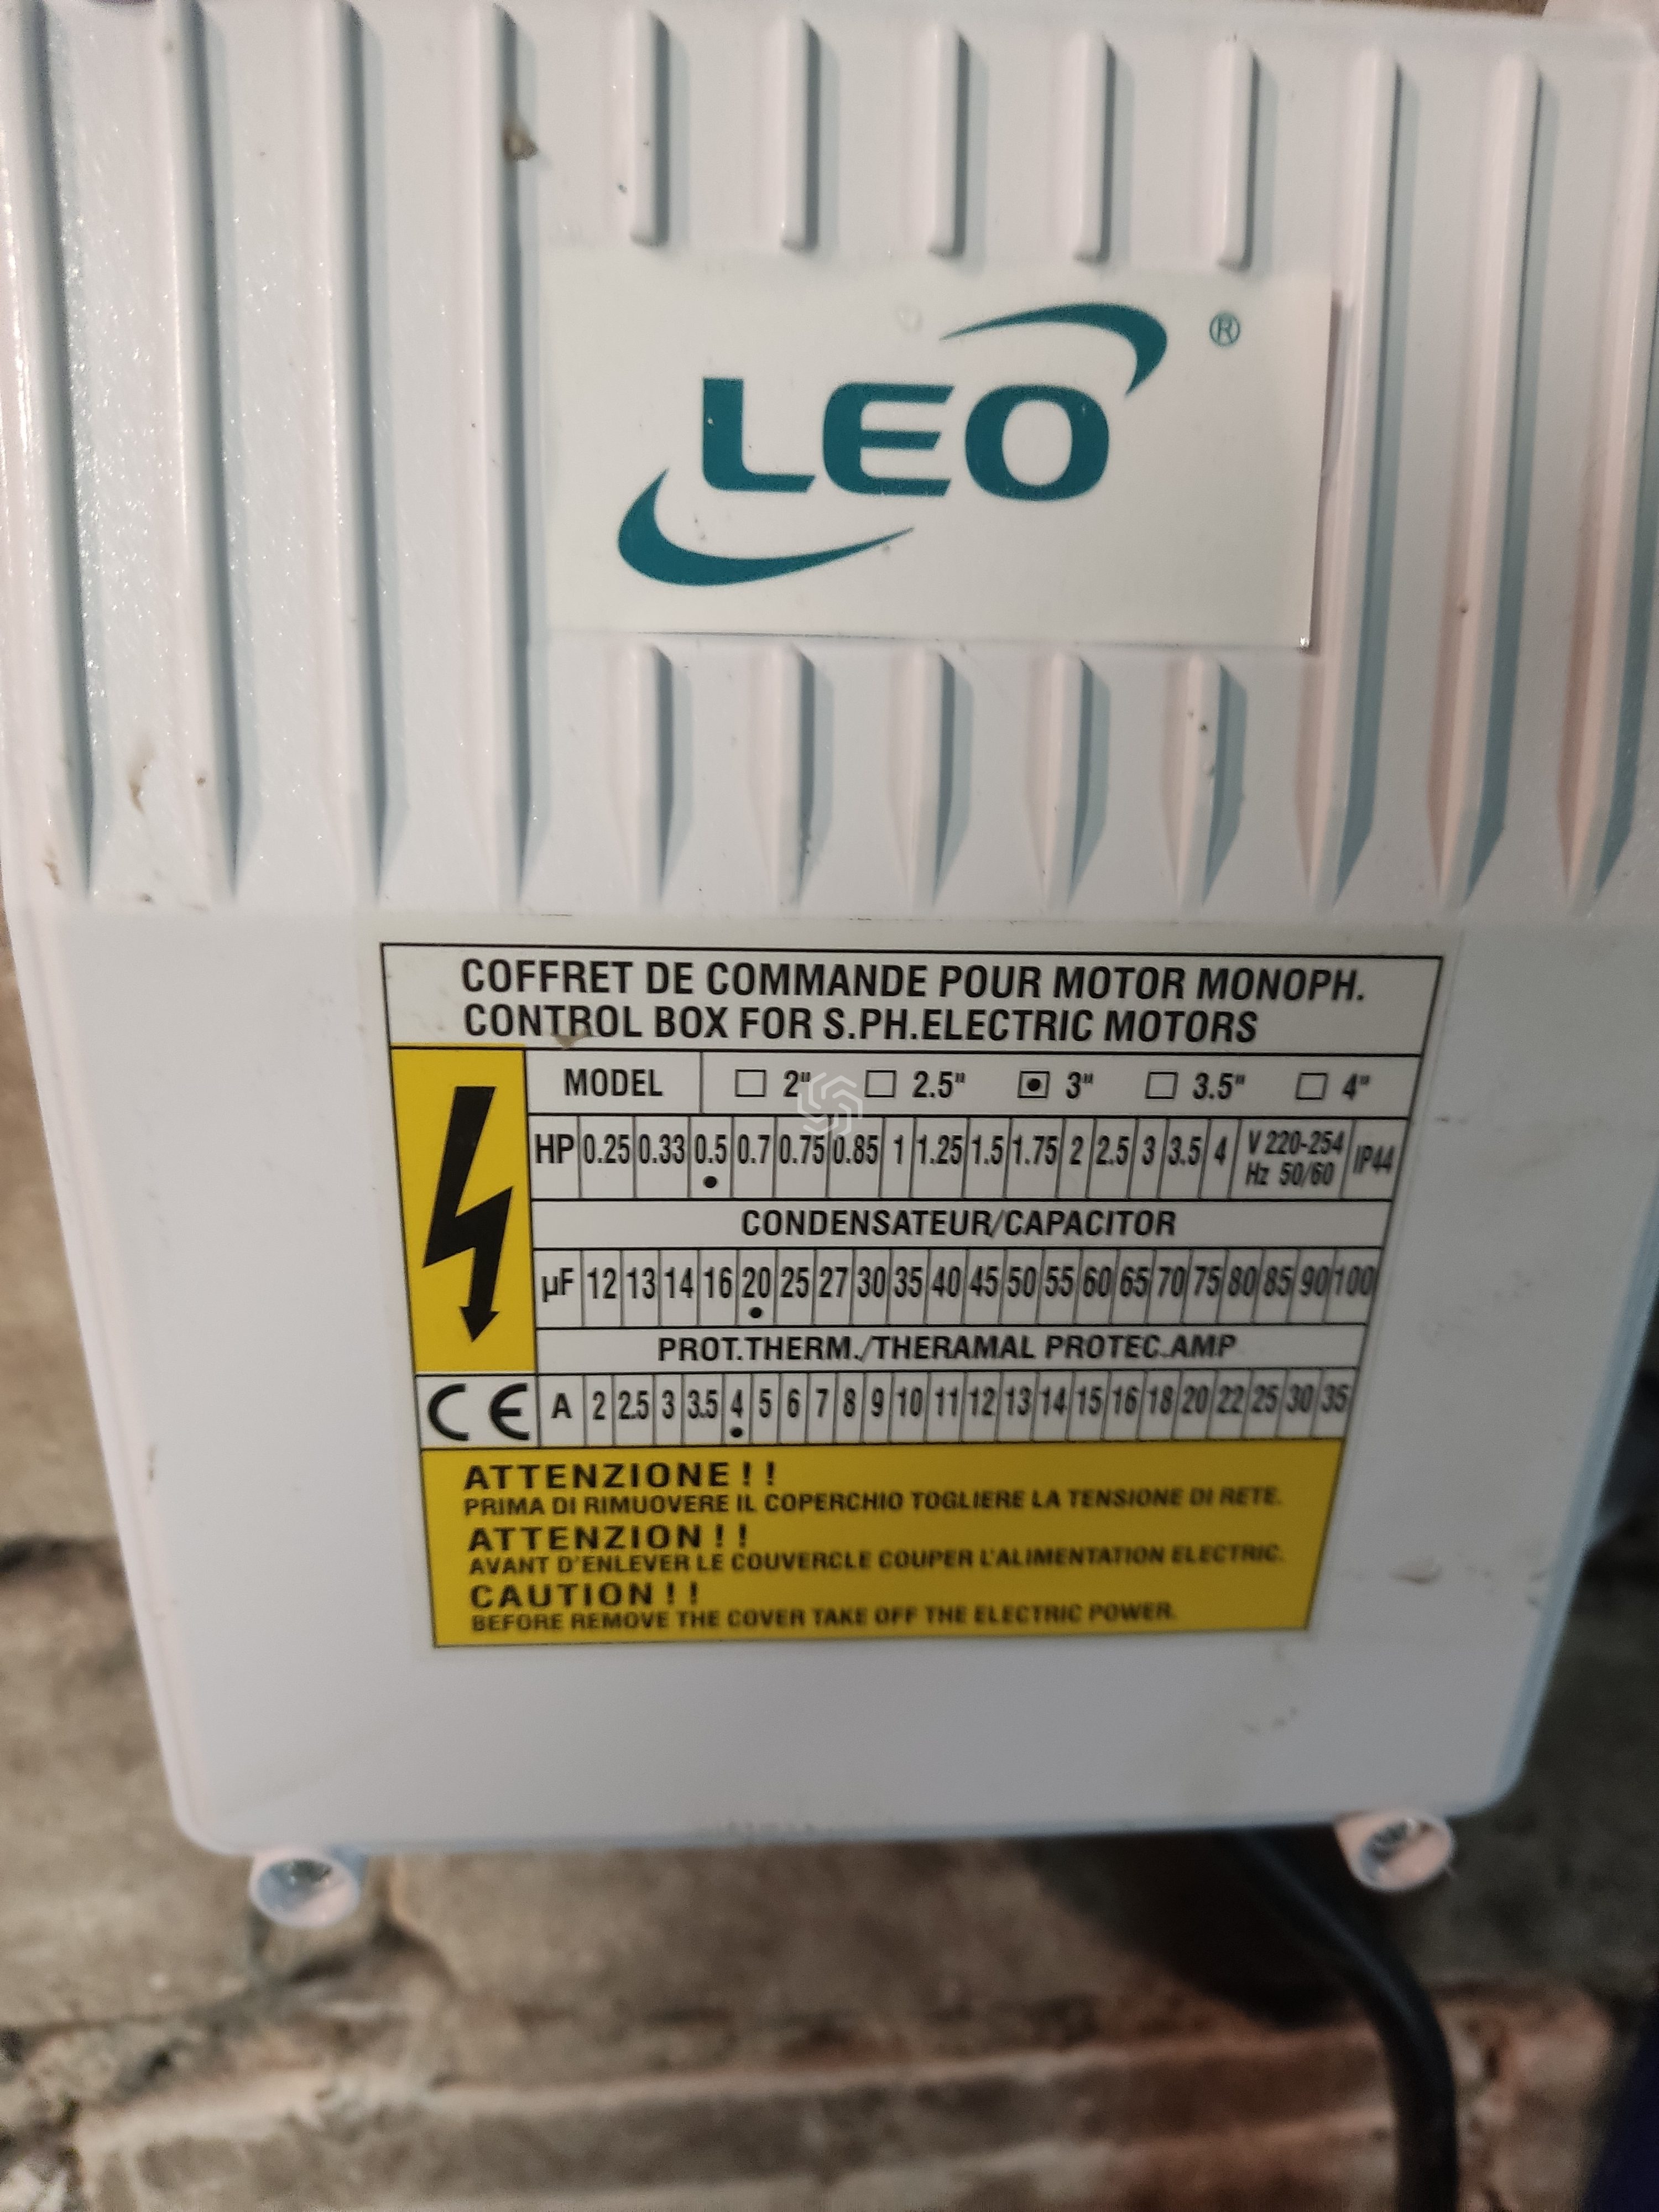 LEO ®
COFFRET DE COMMANDE POUR MOTOR MONOPH.
CONTROL BOX FOR S.PH.ELECTRIC MOTORS
MODEL 2" 2.5" 3" 3.5" 4"
HP 0.25 0.33 0.5 0.7 0.75 0.85 1 1.25 1.5 1.75 2 2.5 3 3.5 4 V 220-254 Hz 50/60 IP44
CONDENSATEUR/CAPACITOR
µF 12 13 14 16 20 25 27 30 35 40 45 50 55 60 65 70 75 80 85 90 100
PROT.THERM./THERAMAL PROTEC.AMP
CE A 2 2.5 3 3.5 4 5 6 7 8 9 10 11 12 13 14 15 16 18 20 22 25 30 35
ATTENZIONE!!
PRIMA DI RIMUOVERE IL COPERCHIO TOGLIERE LA TENSIONE DI RETE.
ATTENZION!!
AVANT D'ENLEVER LE COUVERCLE COUPER L'ALIMENTATION ELECTRIC.
CAUTION!!
BEFORE REMOVE THE COVER TAKE OFF THE ELECTRIC POWER.